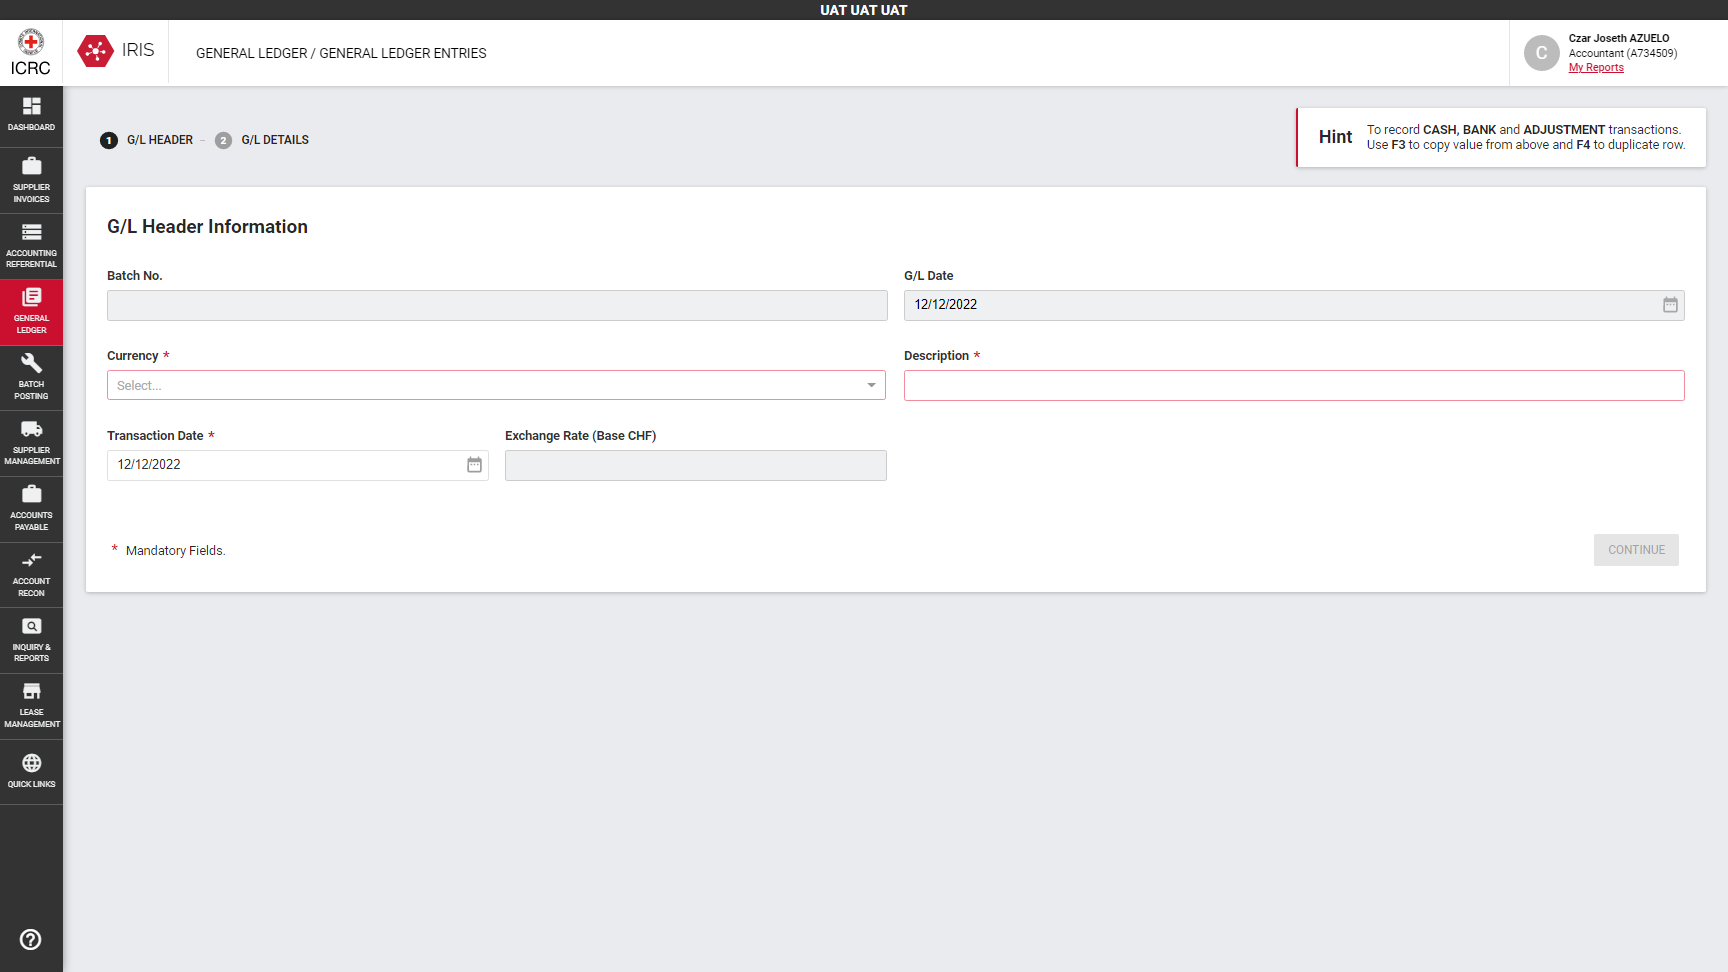 UAT UAT UAT
ICRC
IRIS
GENERAL LEDGER / GENERAL LEDGER ENTRIES
C
Czar Joseth AZUELO
Accountant (A734509)
My Reports
DASHBOARD
SUPPLIER
INVOICES
ACCOUNTING
REFERENTIAL
GENERAL
LEDGER
BATCH
POSTING
SUPPLIER
MANAGEMENT
ACCOUNTS
PAYABLE
ACCOUNT
RECON
INQUIRY &
REPORTS
LEASE
MANAGEMENT
QUICK LINKS
1 G/L HEADER – 2 G/L DETAILS
Hint
To record CASH, BANK and ADJUSTMENT transactions.
Use F3 to copy value from above and F4 to duplicate row.
G/L Header Information
Batch No.
G/L Date
12/12/2022
Currency *
Select...
Description *
Transaction Date *
12/12/2022
Exchange Rate (Base CHF)
* Mandatory Fields.
CONTINUE